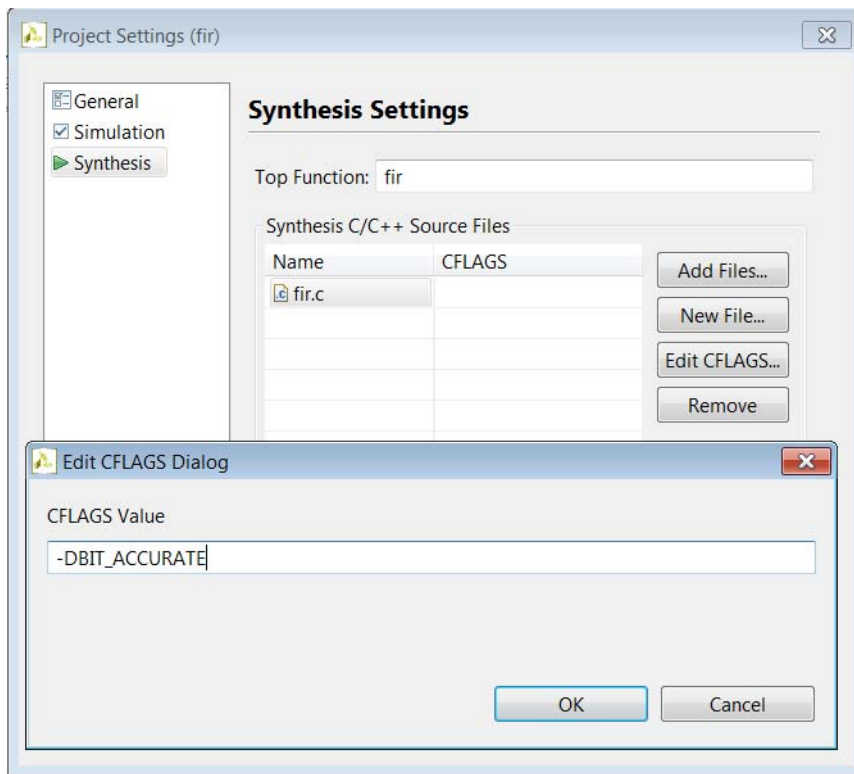 Project Settings (fir)
General
Simulation
Synthesis
Synthesis Settings
Top Function: fir
Synthesis C/C++ Source Files
Name CFLAGS
fir.c
Add Files...
New File...
Edit CFLAGS...
Remove
Edit CFLAGS Dialog
CFLAGS Value
-DBIT_ACCURATE
OK Cancel